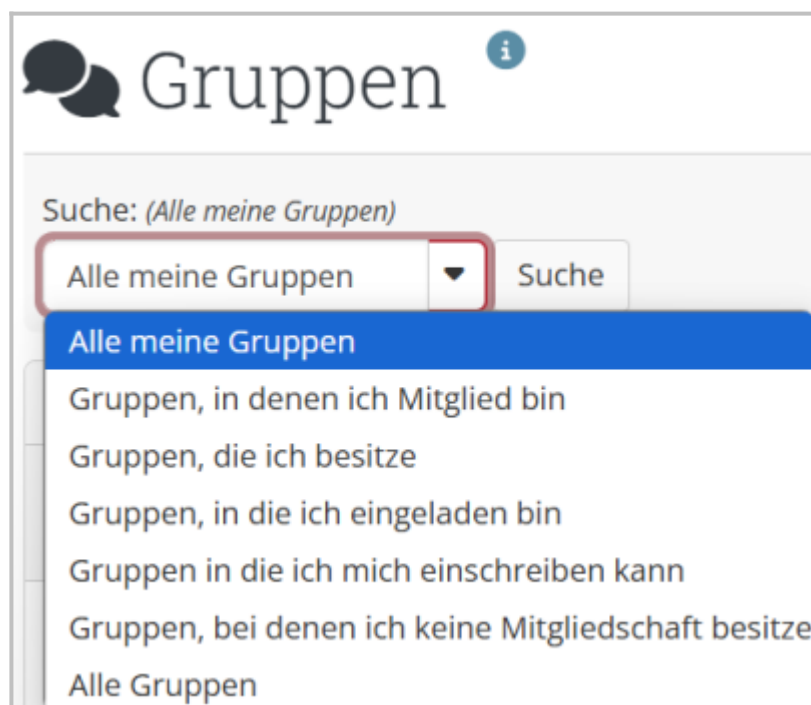 Gruppen i
Suche: (Alle meine Gruppen)
Alle meine Gruppen Suche
Alle meine Gruppen
Gruppen, in denen ich Mitglied bin
Gruppen, die ich besitze
Gruppen, in die ich eingeladen bin
Gruppen in die ich mich einschreiben kann
Gruppen, bei denen ich keine Mitgliedschaft besitze
Alle Gruppen